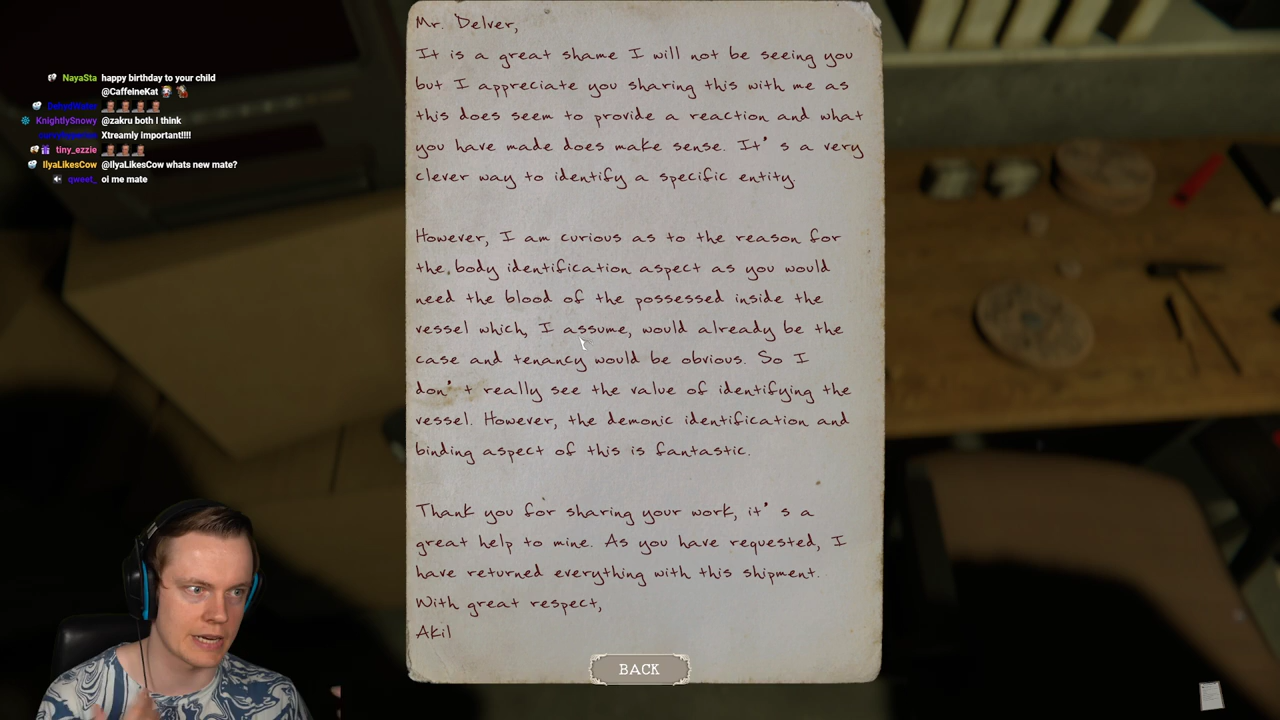 NayaSta happy birthday to your child
@CaffeineKat
KnightlySnowy @zakru both I think
Xtreamly important!!!!
tiny_ezzie
IlyaLikesCow @IlyaLikesCow whats new mate?
qweet_ oi me mate
Mr. Delver,
It is a great shame I will not be seeing you
but I appreciate you sharing this with me as
this does seem to provide a reaction and what
you have made does make sense. It's a very
clever way to identify a specific entity.
However, I am curious as to the reason for
the body identification aspect as you would
need the blood of the possessed inside the
vessel which, I assume, would already be the
case and tenancy would be obvious. So I
don't really see the value of identifying the
vessel. However, the demonic identification and
binding aspect of this is fantastic.
Thank you for sharing your work, it's a
great help to mine. As you have requested, I
have returned everything with this shipment.
With great respect,
Akil
BACK